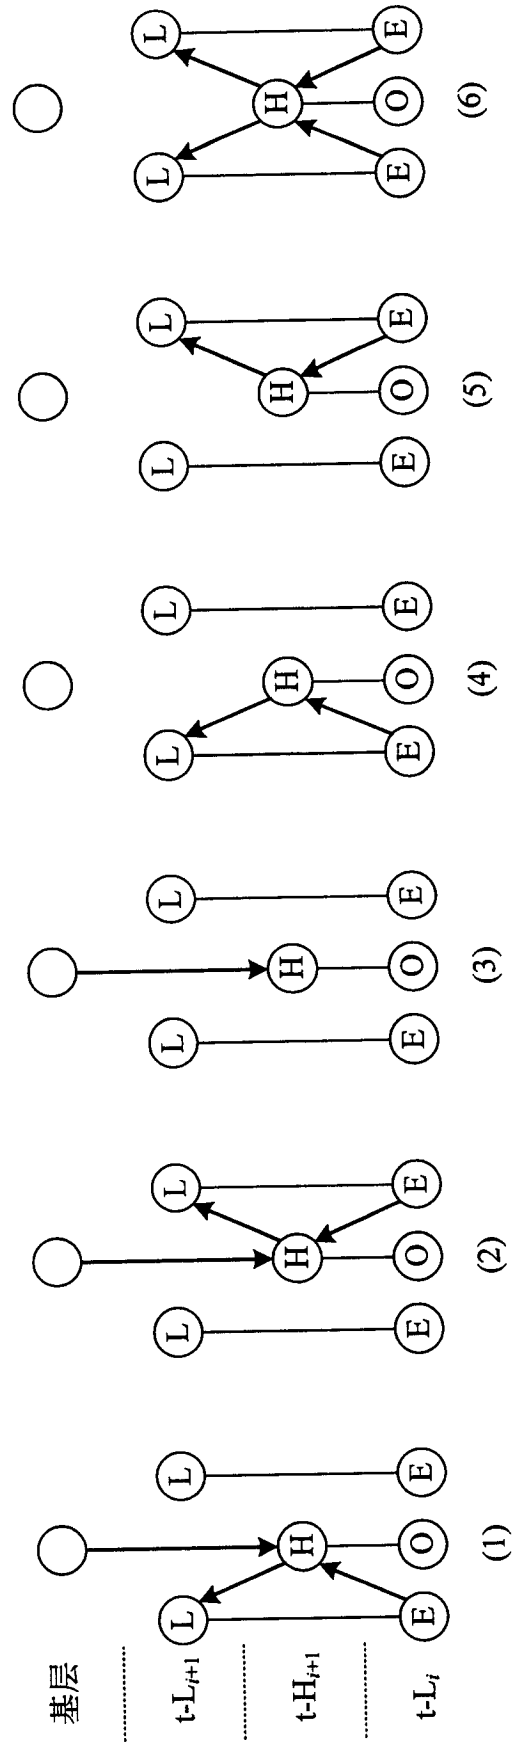 基层
t-L_{i+1} L L L L L L L L L L L L
t-H_{i+1} H H H H H H
t-L_i E O E E O E E O E E O E E O E E O E
(1) (2) (3) (4) (5) (6)